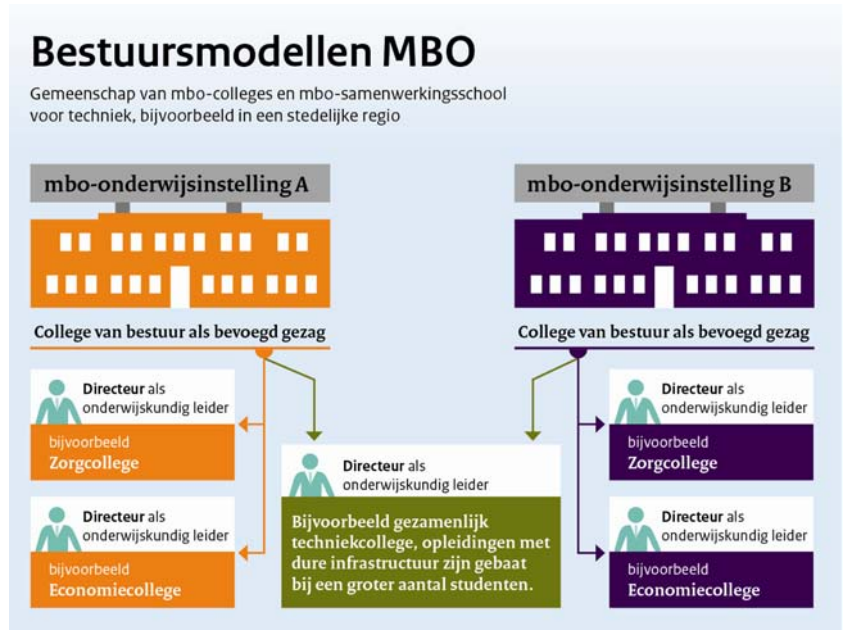 Bestuursmodellen MBO
Gemeenschap van mbo-colleges en mbo-samenwerkingsschool
voor techniek, bijvoorbeeld in een stedelijke regio
mbo-onderwijsinstelling A
College van bestuur als bevoegd gezag
Directeur als
onderwijskundig leider
bijvoorbeeld
Zorgcollege
Directeur als
onderwijskundig leider
bijvoorbeeld
Economiecollege
Directeur als
onderwijskundig leider
Bijvoorbeeld gezamenlijk
techniekcollege, opleidingen met
dure infrastructuur zijn gebaat
bij een groter aantal studenten.
mbo-onderwijsinstelling B
College van bestuur als bevoegd gezag
Directeur als
onderwijskundig leider
bijvoorbeeld
Zorgcollege
Directeur als
onderwijskundig leider
bijvoorbeeld
Economiecollege